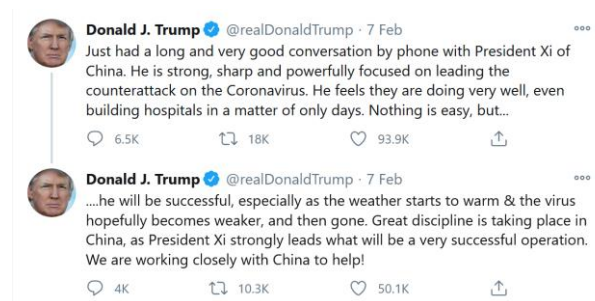 Donald J. Trump @realDonaldTrump · 7 Feb
Just had a long and very good conversation by phone with President Xi of
China. He is strong, sharp and powerfully focused on leading the
counterattack on the Coronavirus. He feels they are doing very well, even
building hospitals in a matter of only days. Nothing is easy, but...
6.5K 18K 93.9K
Donald J. Trump @realDonaldTrump · 7 Feb
....he will be successful, especially as the weather starts to warm & the virus
hopefully becomes weaker, and then gone. Great discipline is taking place in
China, as President Xi strongly leads what will be a very successful operation.
We are working closely with China to help!
4K 10.3K 50.1K